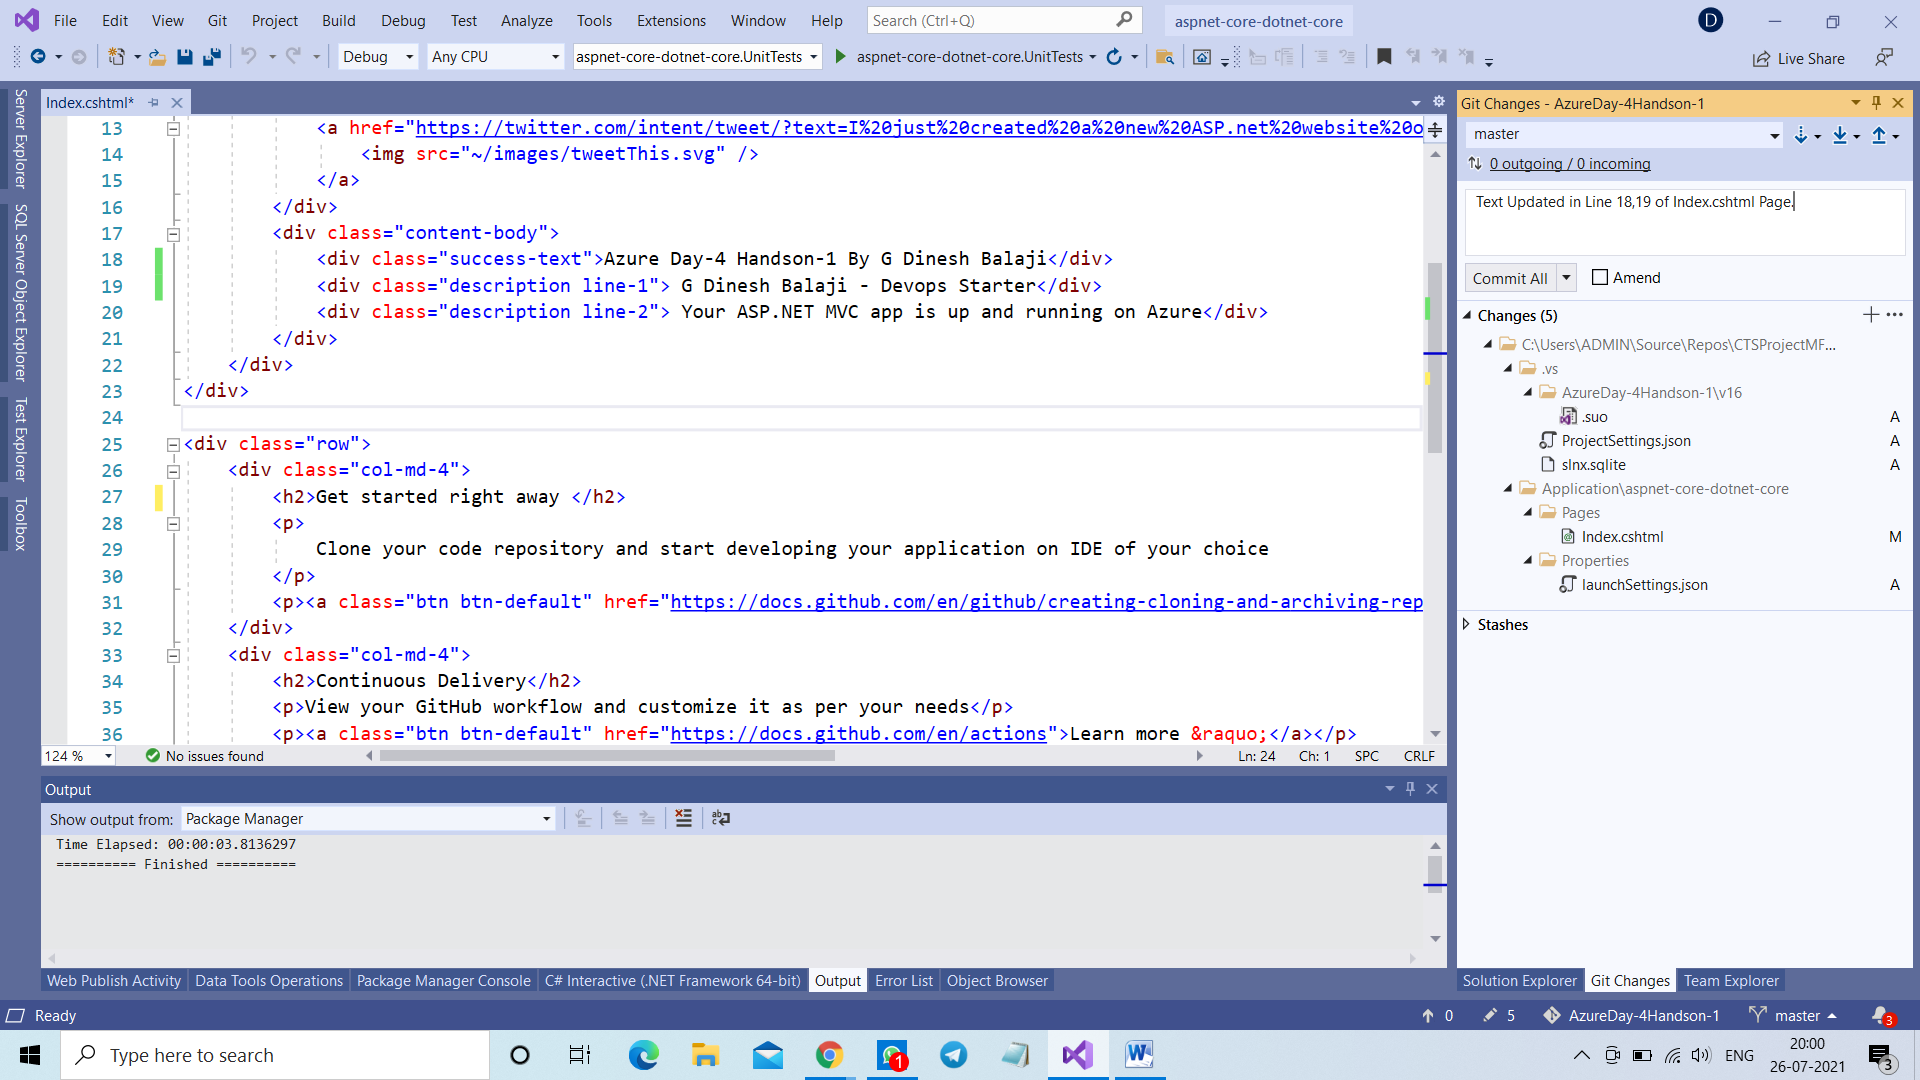 File Edit View Git Project Build Debug Test Analyze Tools Extensions Window Help Search (Ctrl+Q) aspnet-core-dotnet-core D
Debug Any CPU aspnet-core-dotnet-core.UnitTests aspnet-core-dotnet-core.UnitTests Live Share
Server Explorer
SQL Server Object Explorer
Test Explorer
Toolbox
Index.cshtml*
13 <a href="https://twitter.com/intent/tweet/?text=I%20just%20created%20a%20new%20ASP.net%20website%20o
14 <img src="~/images/tweetThis.svg" />
15 </a>
16 </div>
17 <div class="content-body">
18 <div class="success-text">Azure Day-4 Handson-1 By G Dinesh Balaji</div>
19 <div class="description line-1"> G Dinesh Balaji - Devops Starter</div>
20 <div class="description line-2"> Your ASP.NET MVC app is up and running on Azure</div>
21 </div>
22 </div>
23 </div>
24
25 <div class="row">
26 <div class="col-md-4">
27 <h2>Get started right away </h2>
28 <p>
29 Clone your code repository and start developing your application on IDE of your choice
30 </p>
31 <p><a class="btn btn-default" href="https://docs.github.com/en/github/creating-cloning-and-archiving-rep
32 </div>
33 <div class="col-md-4">
34 <h2>Continuous Delivery</h2>
35 <p>View your GitHub workflow and customize it as per your needs</p>
36 <p><a class="btn btn-default" href="https://docs.github.com/en/actions">Learn more &raquo;</a></p>
124 % No issues found Ln: 24 Ch: 1 SPC CRLF
Output
Show output from: Package Manager
Time Elapsed: 00:00:03.8136297
========== Finished ==========
Web Publish Activity Data Tools Operations Package Manager Console C# Interactive (.NET Framework 64-bit) Output Error List Object Browser
Git Changes - AzureDay-4Handson-1
master
0 outgoing / 0 incoming
Text Updated in Line 18,19 of Index.cshtml Page.
Commit All Amend
Changes (5)
C:\Users\ADMIN\Source\Repos\CTSProjectMF...
.vs
AzureDay-4Handson-1\v16
.suo A
ProjectSettings.json A
slnx.sqlite A
Application\aspnet-core-dotnet-core
Pages
Index.cshtml M
Properties
launchSettings.json A
Stashes
Solution Explorer Git Changes Team Explorer
Ready 0 5 AzureDay-4Handson-1 master 3
Type here to search 1 ENG 20:00
26-07-2021 3